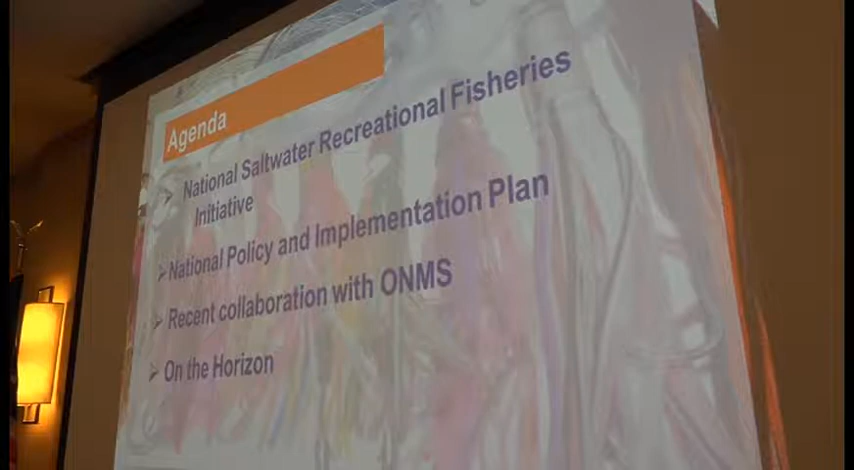 Agenda
➢ National Saltwater Recreational Fisheries
Initiative
➢ National Policy and Implementation Plan
➢ Recent collaboration with ONMS
➢ On the Horizon